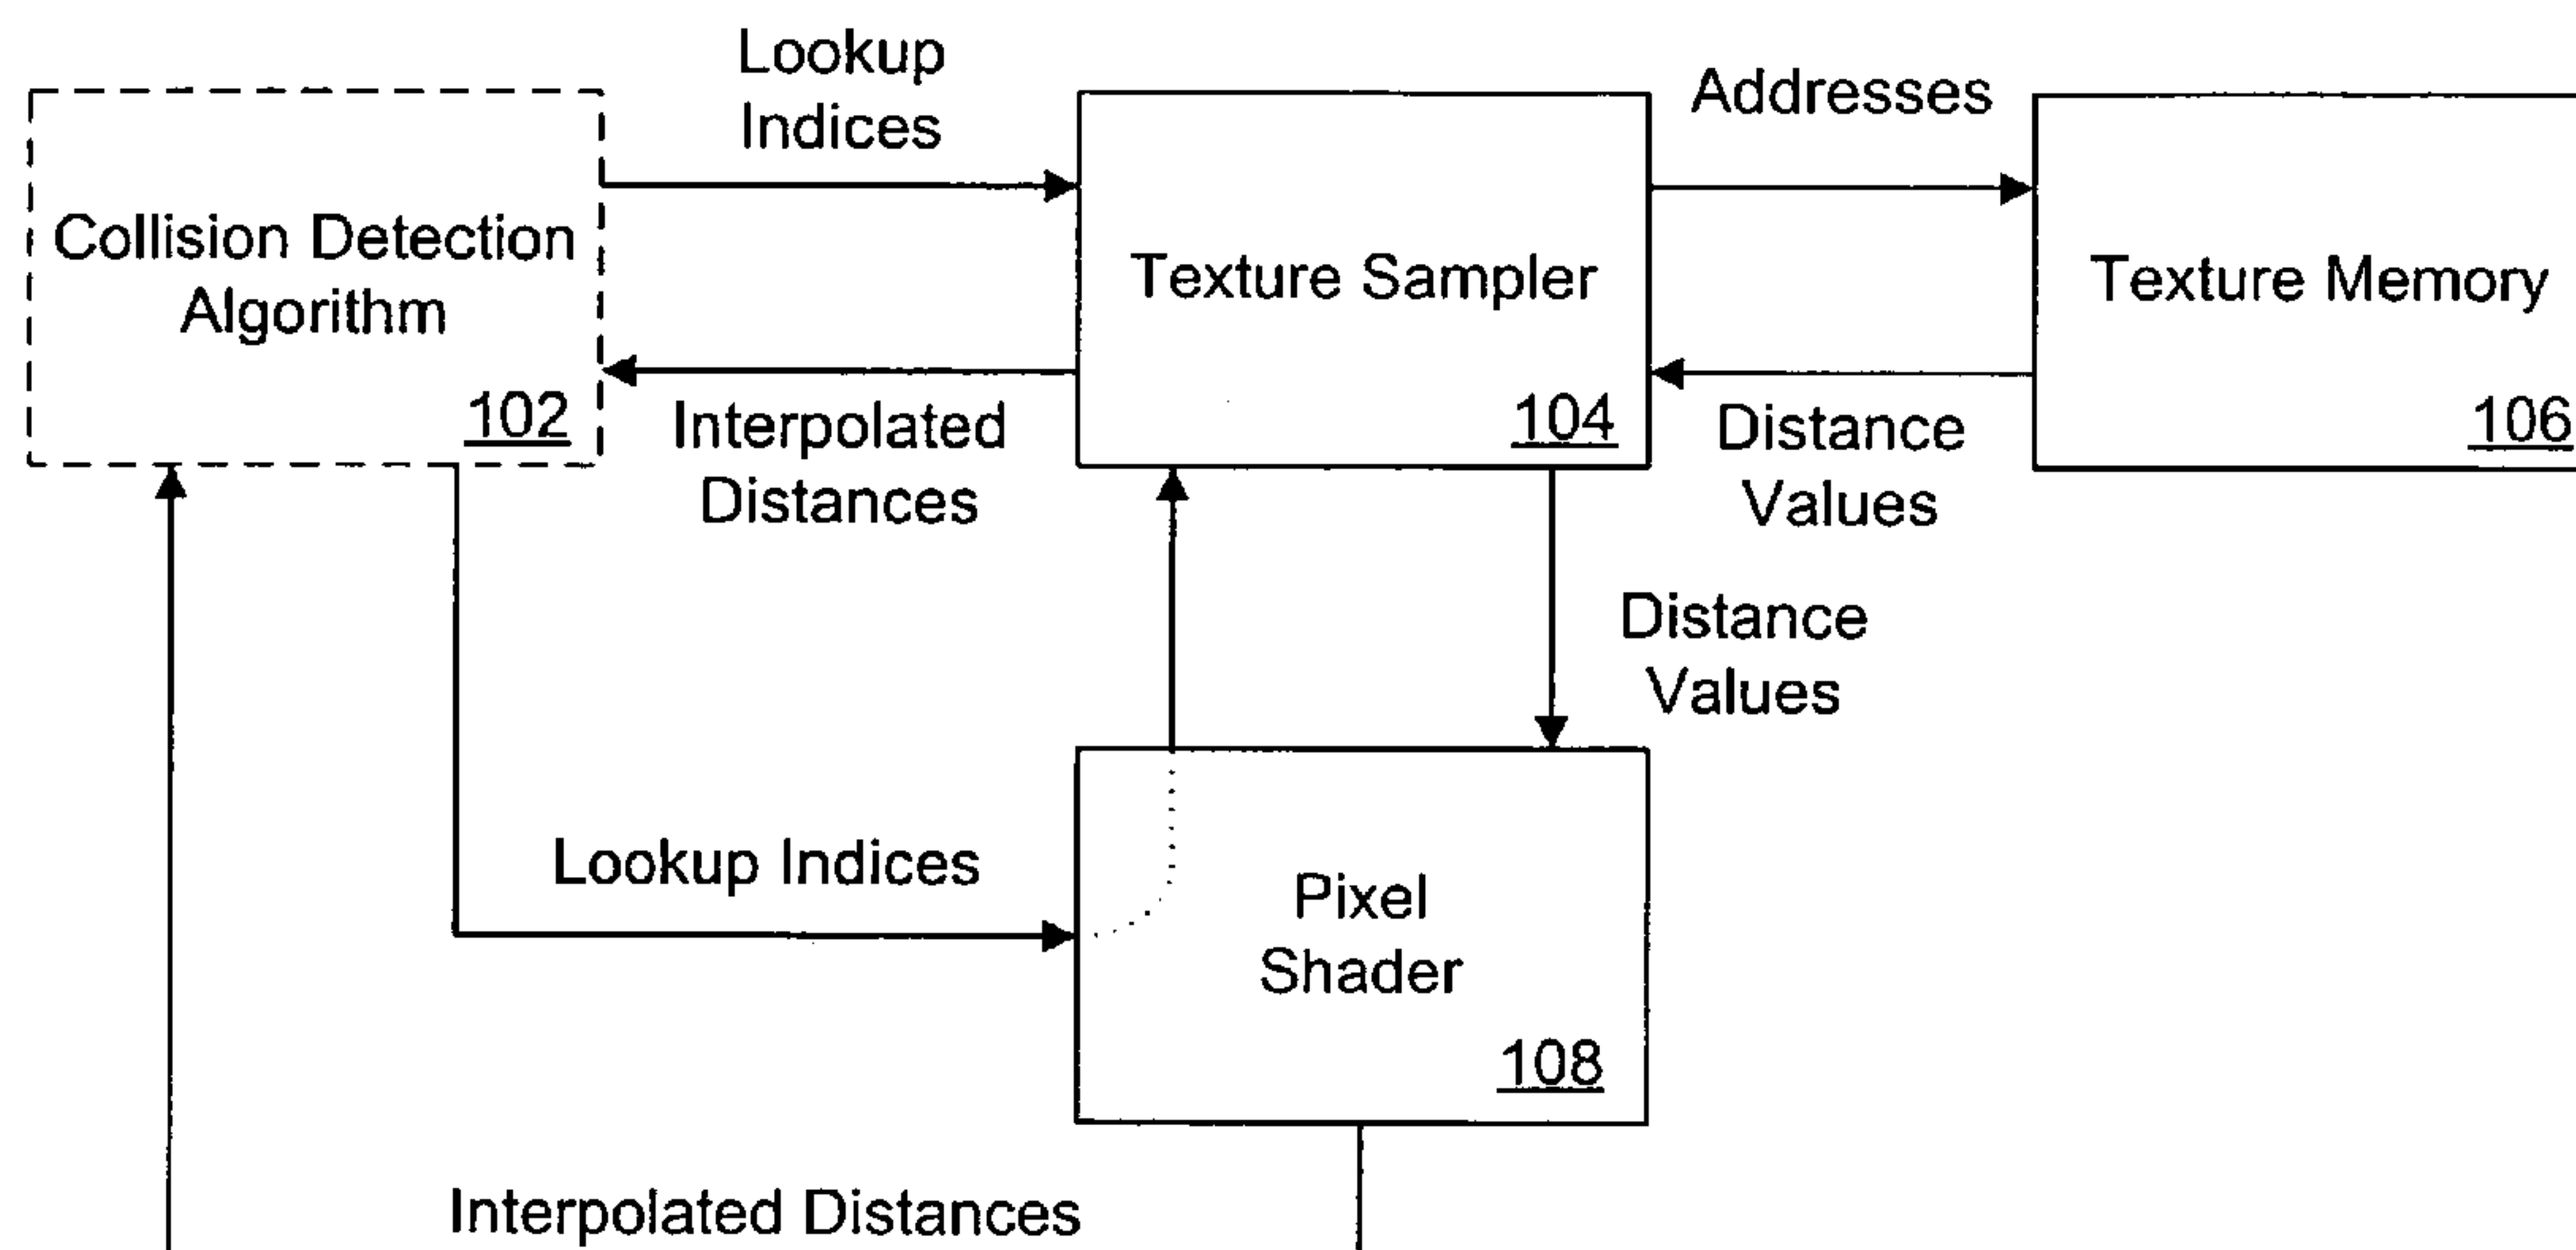 Lookup
Indices
Addresses
Collision Detection
Algorithm
102
Texture Sampler
104
Texture Memory
106
Interpolated
Distances
Distance
Values
Distance
Values
Lookup Indices
Pixel
Shader
108
Interpolated Distances